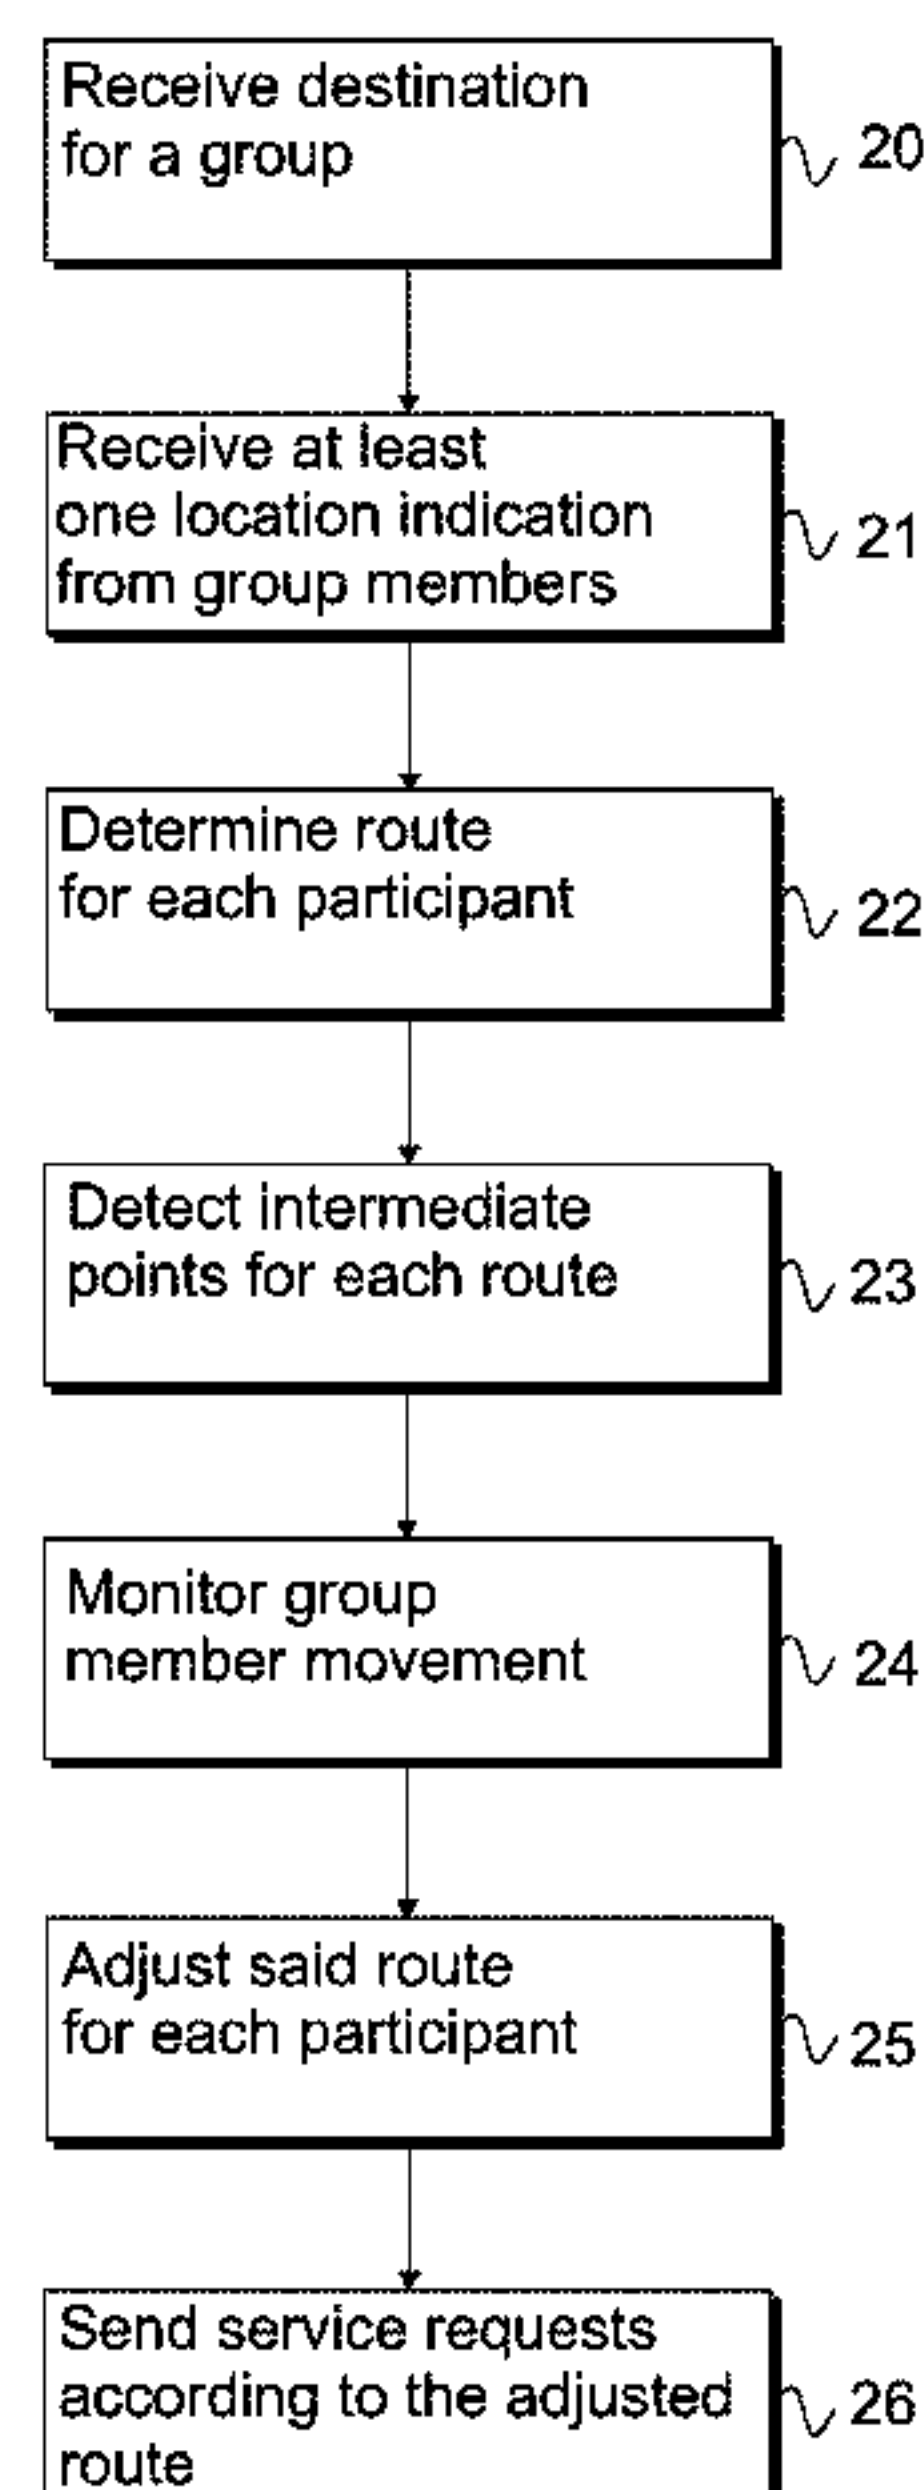 Receive destination
for a group
20
Receive at least
one location indication
from group members
21
Determine route
for each participant
22
Detect intermediate
points for each route
23
Monitor group
member movement
24
Adjust said route
for each participant
25
Send service requests
according to the adjusted
route
26